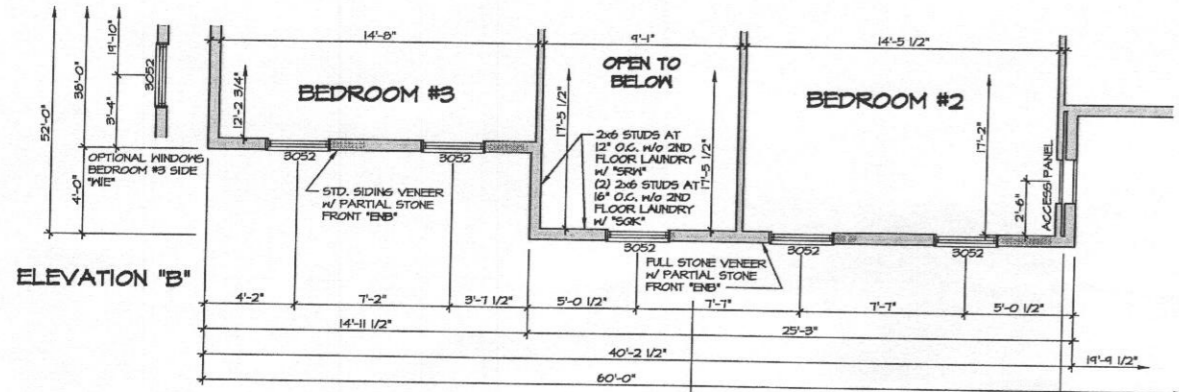 14'-8"
9'-1"
14'-5 1/2"
19'-10"
38'-0"
52'-0"
3052
3'-4"
4'-0"
OPTIONAL WINDOWS
BEDROOM #3 SIDE
"WIE"
BEDROOM #3
12'-2 3/4"
OPEN TO
BELOW
17'-5 1/2"
17'-5 1/2"
BEDROOM #2
17'-2"
ACCESS PANEL
2'-6"
3052
3052
2x6 STUDS AT
12" O.C. w/o 2ND
FLOOR LAUNDRY
w/ "SRW"
(2) 2x6 STUDS AT
16" O.C. w/o 2ND
FLOOR LAUNDRY
w/ "SGK"
STD. SIDING VENEER
w/ PARTIAL STONE
FRONT "ENB"
3052
3052
3052
FULL STONE VENEER
w/ PARTIAL STONE
FRONT "ENB"
ELEVATION "B"
4'-2"
7'-2"
3'-7 1/2"
5'-0 1/2"
7'-7"
7'-7"
5'-0 1/2"
14'-11 1/2"
25'-3"
40'-2 1/2"
19'-9 1/2"
60'-0"